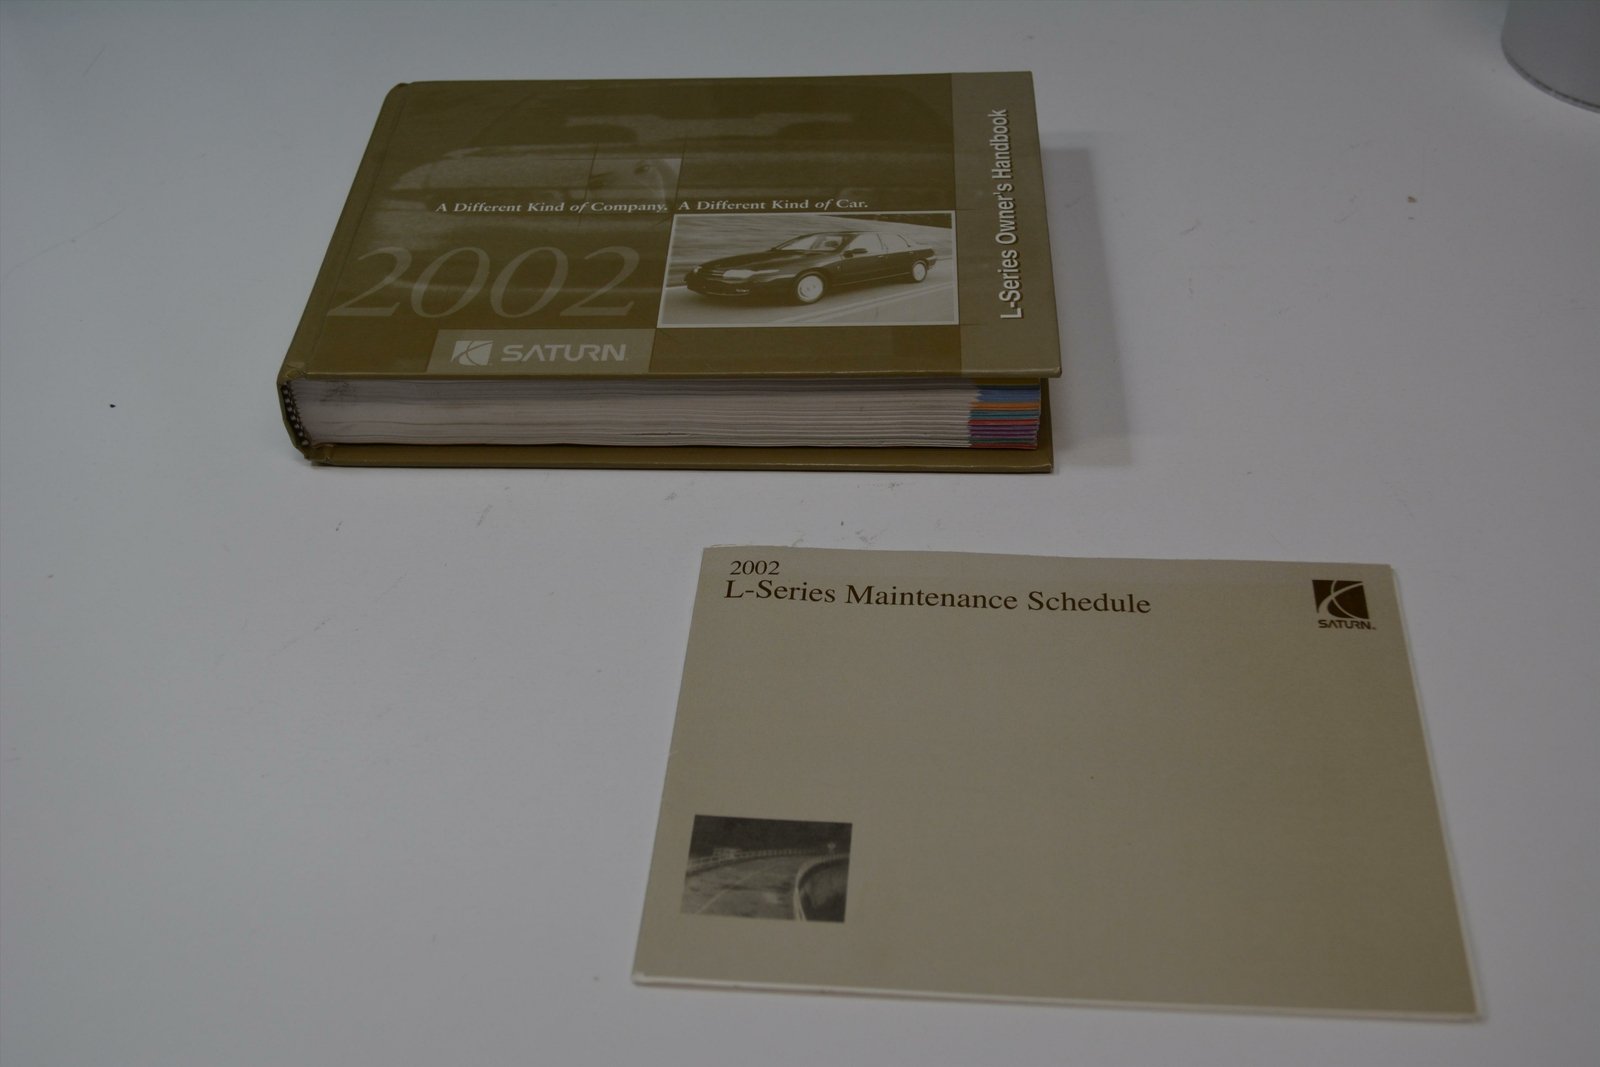 A Different Kind of Company. A Different Kind of Car.
2002
SATURN
L-Series Owner's Handbook
2002
L-Series Maintenance Schedule
SATURN